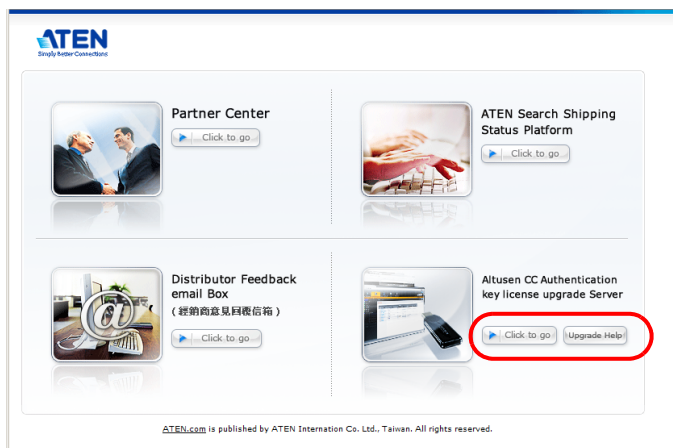 ATEN
Simply Better Connections
Partner Center
Click to go
ATEN Search Shipping
Status Platform
Click to go
Distributor Feedback
email Box
(經銷商意見回覆信箱)
Click to go
Altusen CC Authentication
key license upgrade Server
Click to go
Upgrade Help
@
ATEN.com is published by ATEN Internation Co. Ltd., Taiwan. All rights reserved.